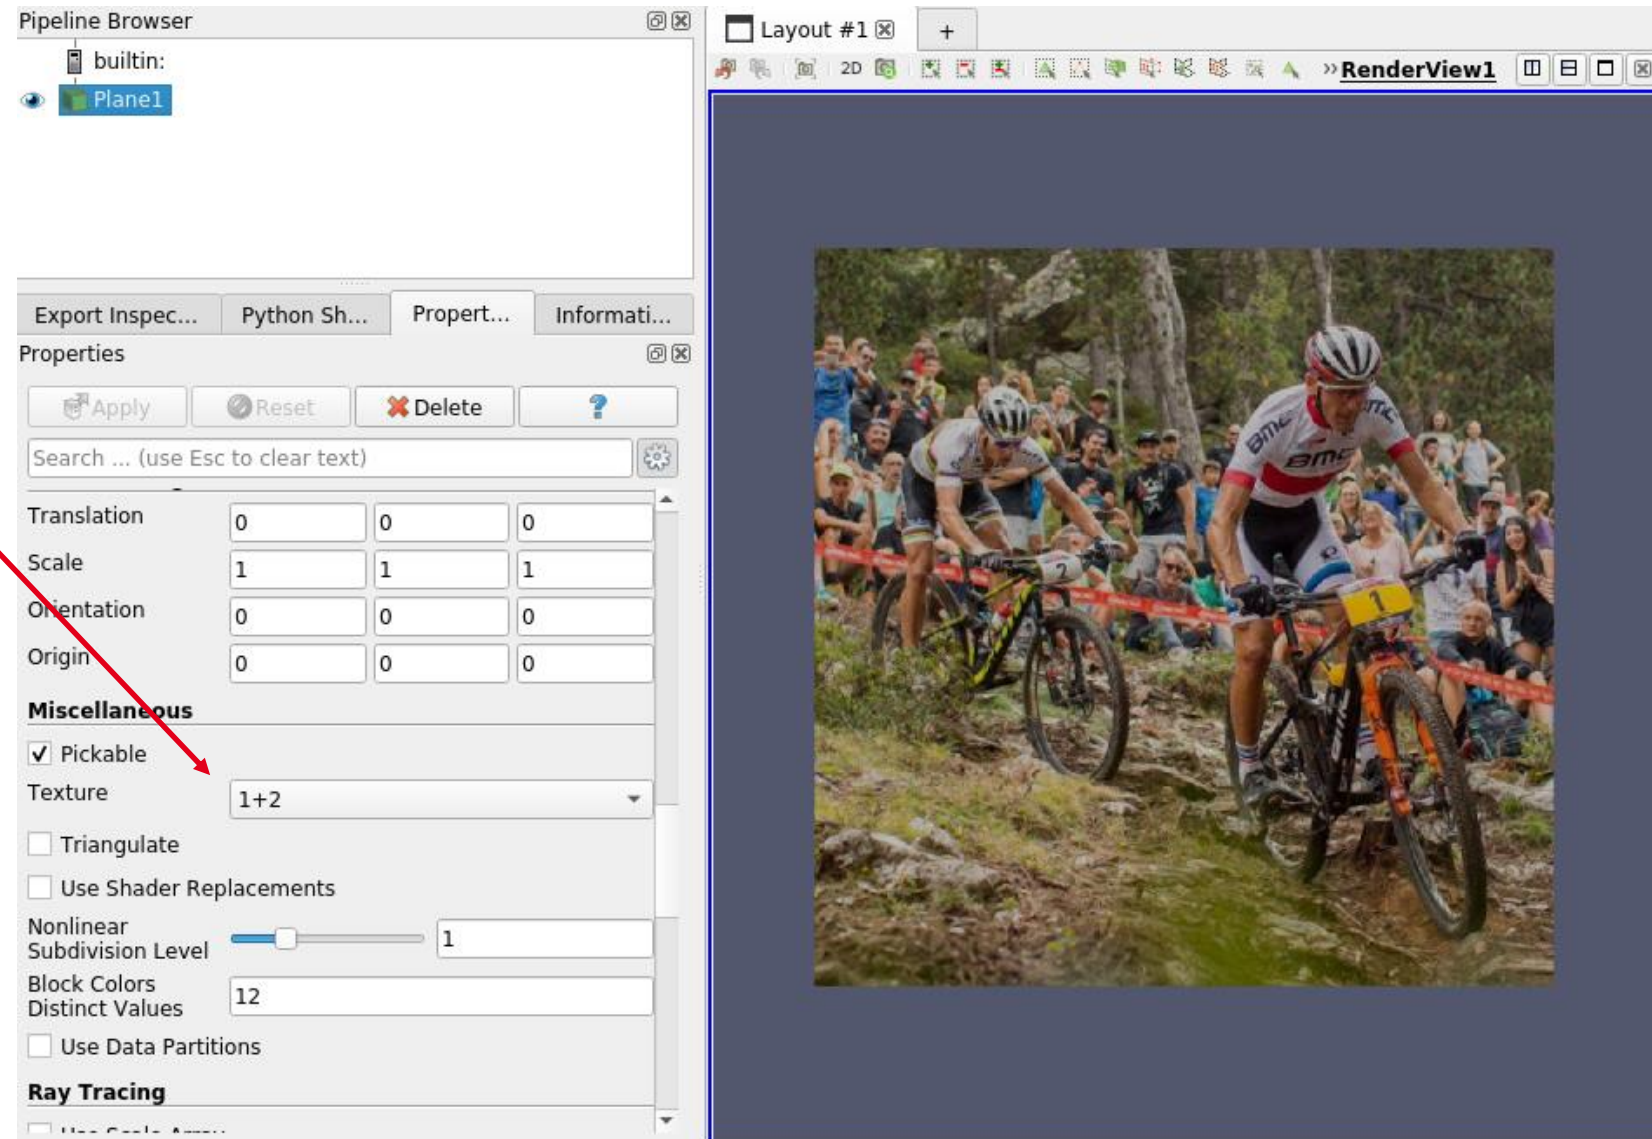 Pipeline Browser
builtin:
Plane1
Export Inspec...
Python Sh...
Propert...
Informati...
Properties
Apply
Reset
Delete
?
Search ... (use Esc to clear text)
Translation 0 0 0
Scale 1 1 1
Orientation 0 0 0
Origin 0 0 0
Miscellaneous
Pickable
Texture 1+2
Triangulate
Use Shader Replacements
Nonlinear
Subdivision Level 1
Block Colors
Distinct Values 12
Use Data Partitions
Ray Tracing
Layout #1
+
2D
» RenderView1
BMC
BMC
2
1